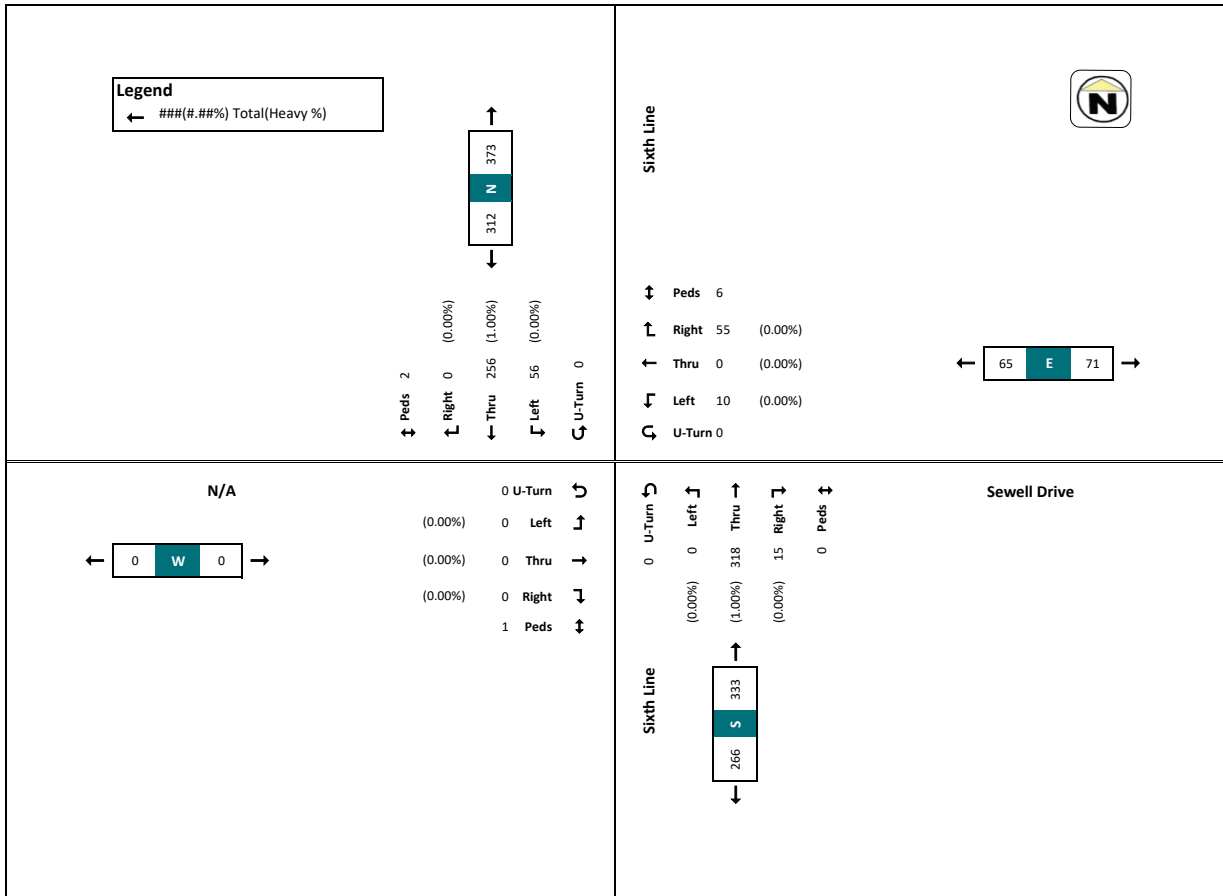 Legend
← ###(#.##%) Total(Heavy %)
373
N
312
Peds 2
Right 0 (0.00%)
Thru 256 (1.00%)
Left 56 (0.00%)
U-Turn 0
Sixth Line
N
Peds 6
Right 55 (0.00%)
Thru 0 (0.00%)
Left 10 (0.00%)
U-Turn 0
65 E 71
N/A
0 W 0
0 U-Turn
(0.00%) 0 Left
(0.00%) 0 Thru
(0.00%) 0 Right
1 Peds
0 U-Turn
(0.00%) 0 Left
(1.00%) 318 Thru
(0.00%) 15 Right
0 Peds
Sewell Drive
Sixth Line
333
S
266